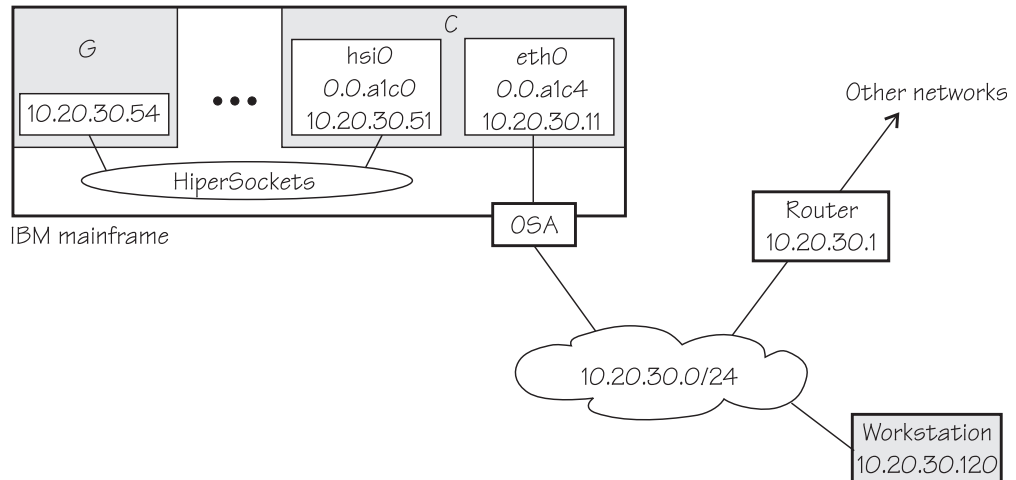 G
10.20.30.54
C
hsi0
0.0.a1c0
10.20.30.51
eth0
0.0.a1c4
10.20.30.11
HiperSockets
OSA
IBM mainframe
Other networks
Router
10.20.30.1
10.20.30.0/24
Workstation
10.20.30.120